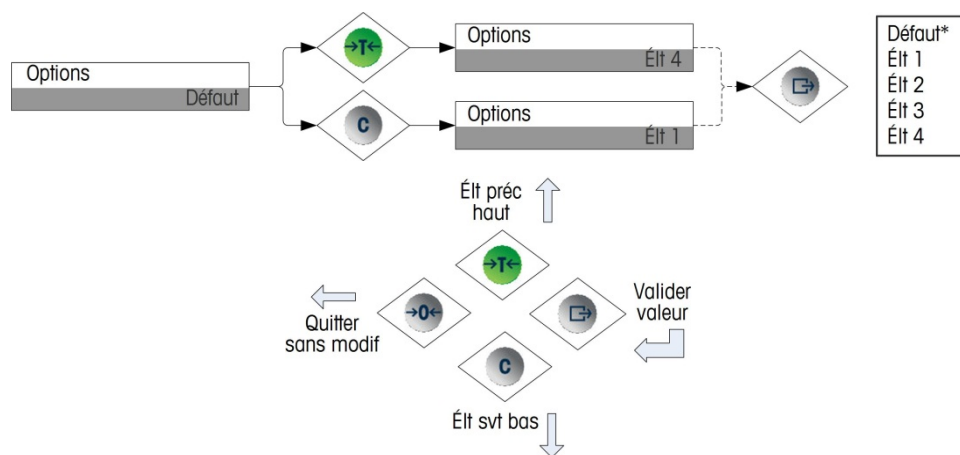 Options
Défaut
→T←
Options
Élt 4
C
Options
Élt 1
Défaut*
Élt 1
Élt 2
Élt 3
Élt 4
Élt préc
haut
→T←
→0←
Quitter
sans modif
Valider
valeur
C
Élt svt bas